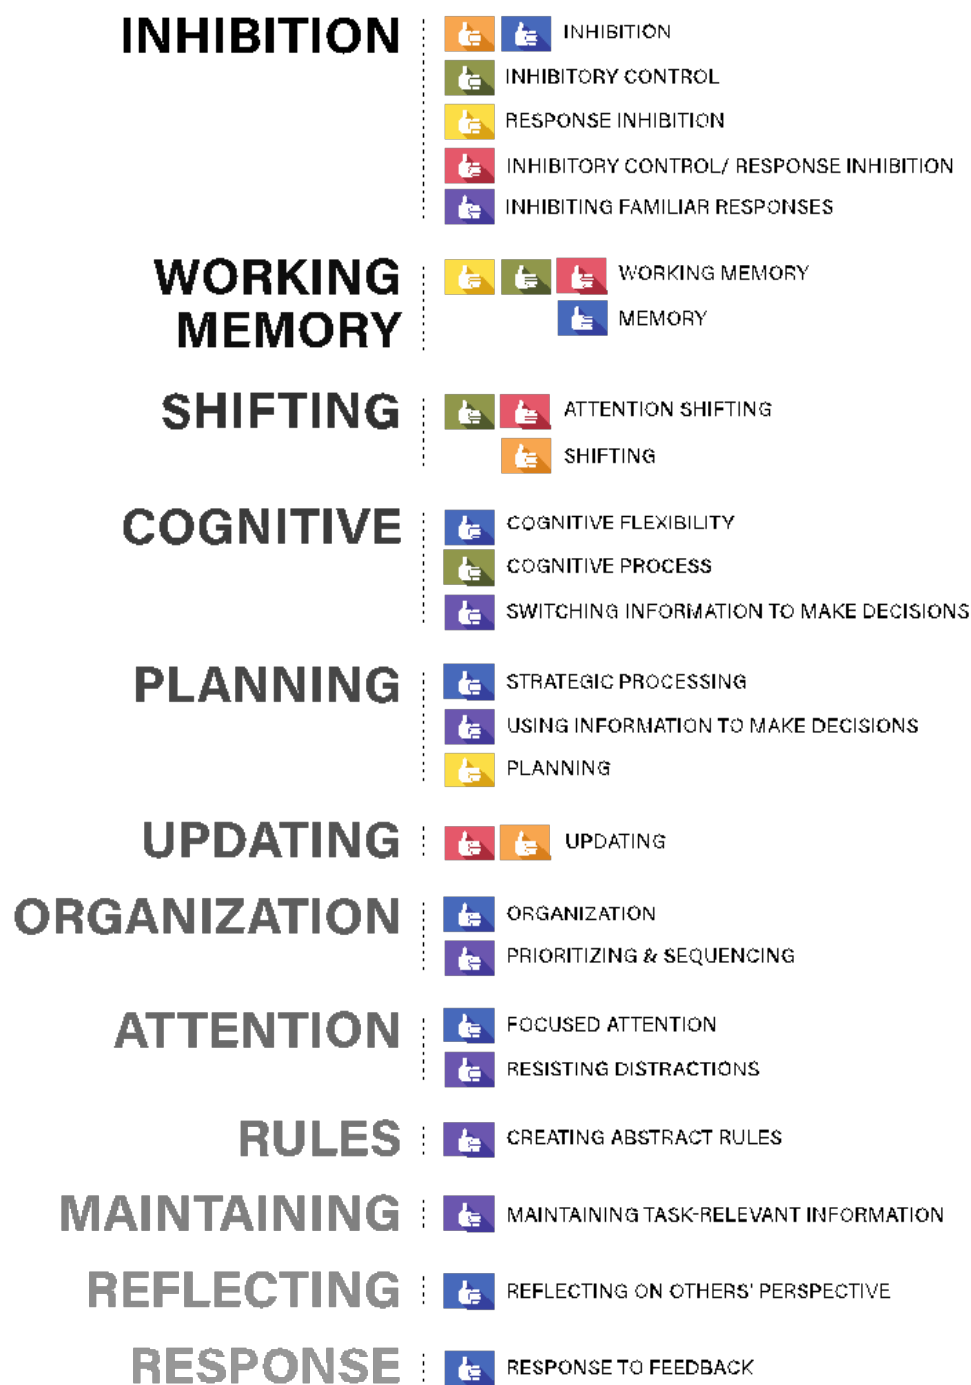 INHIBITION
INHIBITION
INHIBITORY CONTROL
RESPONSE INHIBITION
INHIBITORY CONTROL/ RESPONSE INHIBITION
INHIBITING FAMILIAR RESPONSES
WORKING
MEMORY
WORKING MEMORY
MEMORY
SHIFTING
ATTENTION SHIFTING
SHIFTING
COGNITIVE
COGNITIVE FLEXIBILITY
COGNITIVE PROCESS
SWITCHING INFORMATION TO MAKE DECISIONS
PLANNING
STRATEGIC PROCESSING
USING INFORMATION TO MAKE DECISIONS
PLANNING
UPDATING
UPDATING
ORGANIZATION
ORGANIZATION
PRIORITIZING & SEQUENCING
ATTENTION
FOCUSED ATTENTION
RESISTING DISTRACTIONS
RULES
CREATING ABSTRACT RULES
MAINTAINING
MAINTAINING TASK-RELEVANT INFORMATION
REFLECTING
REFLECTING ON OTHERS' PERSPECTIVE
RESPONSE
RESPONSE TO FEEDBACK